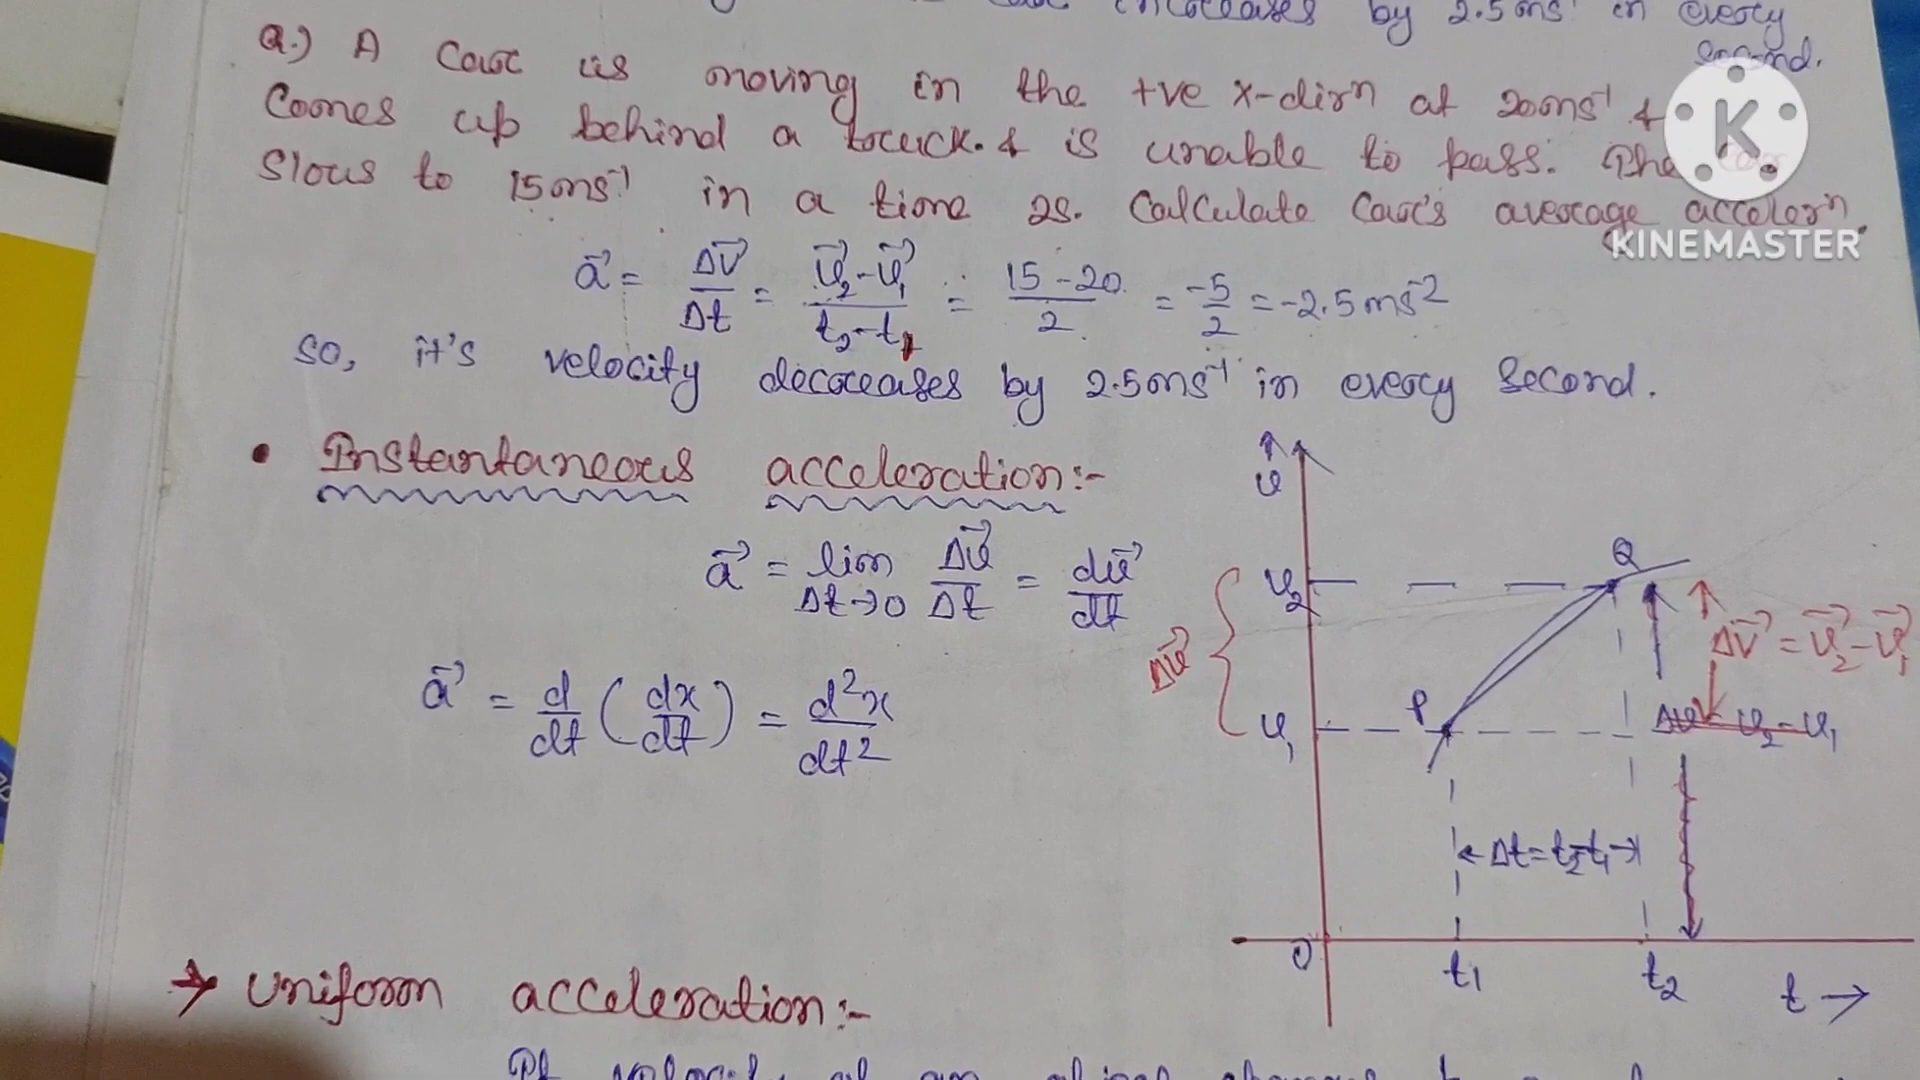 increases by 2.5ms⁻¹ in every
second.
Q.) A car is moving in the +ve x-dirn at 20ms⁻¹ &
Comes up behind a truck. & is unable to pass. The car
Slows to 15ms⁻¹ in a time 2s. Calculate Car's average accelern.
K
KINEMASTER
a⃗ = Δv⃗/Δt = (v⃗₂-v⃗₁)/(t₂-t₁) = (15-20)/2 = -5/2 = -2.5ms⁻²
so, it's velocity decreases by 2.5ms⁻¹ in every second.
• Instantaneous acceleration:-
a⃗ = lim Δt→0 Δv⃗/Δt = dv⃗/dt
a⃗ = d/dt (dx/dt) = d²x/dt²
↑
v
Q
v₂
Δv⃗
Δv⃗ = v⃗₂-v⃗₁
P
v₁
Δv = v₂-v₁
←Δt=t₂-t₁→
O
t₁
t₂
t →
→ Uniform acceleration:-
If